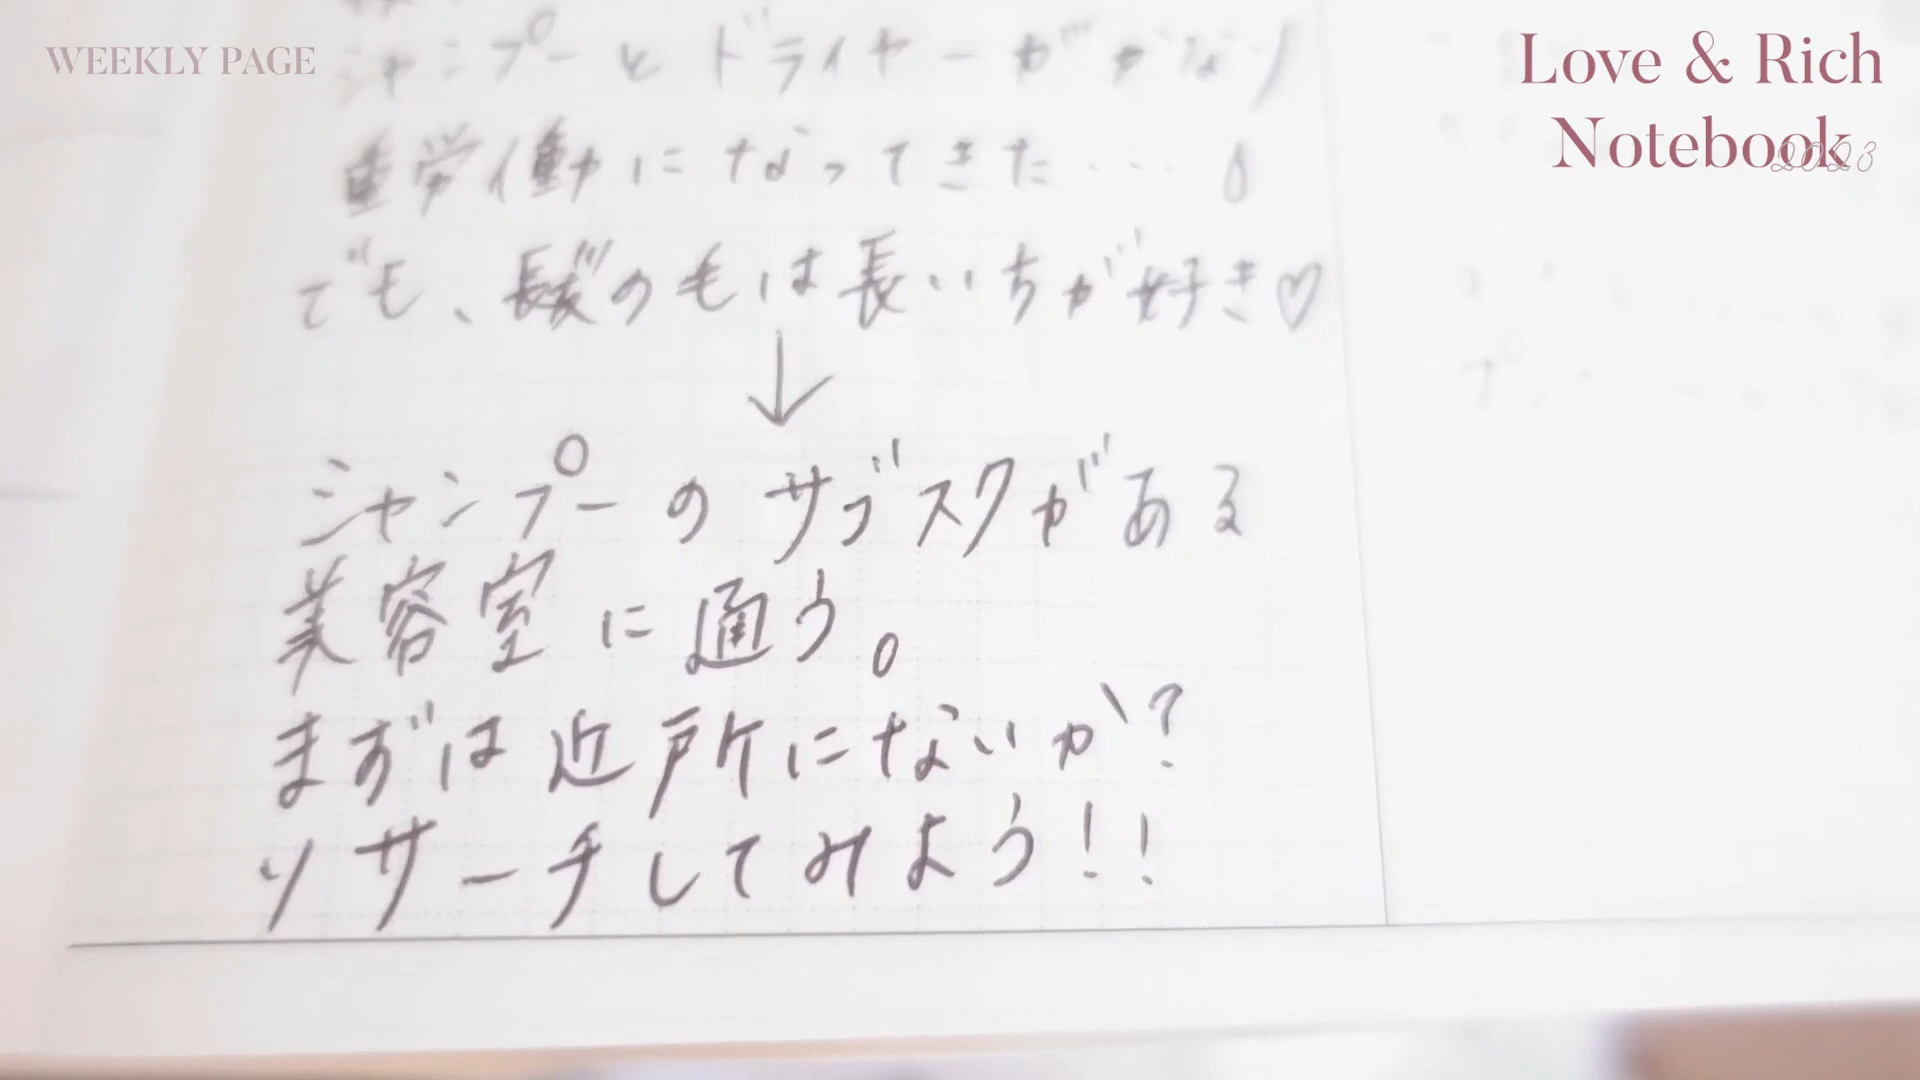 WEEKLY PAGE
Love & Rich
Notebook
2023
シャンプーとドライヤーがかなり
重労働になってきた・・・
でも、髪の毛は長い方が好き♡
↓
シャンプーのサブスクがある
美容室に通う。
まずは近所にないか?
リサーチしてみよう!!